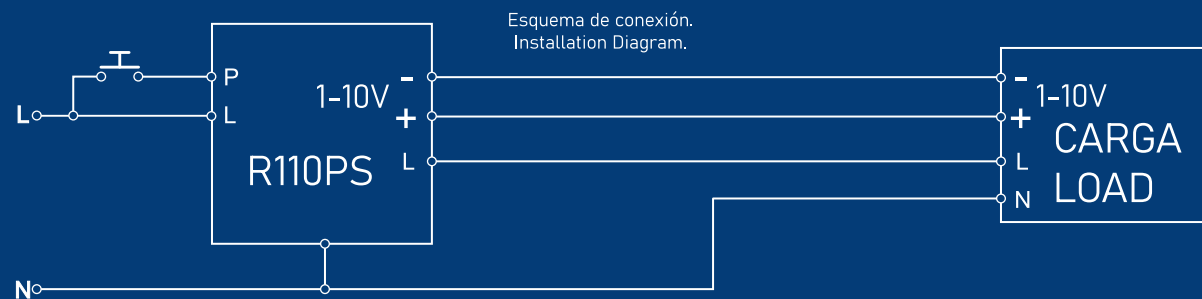 Esquema de conexión.
Installation Diagram.
P
L
L
1-10V
-
+
L
R110PS
-
1-10V
+
L
N
CARGA
LOAD
N